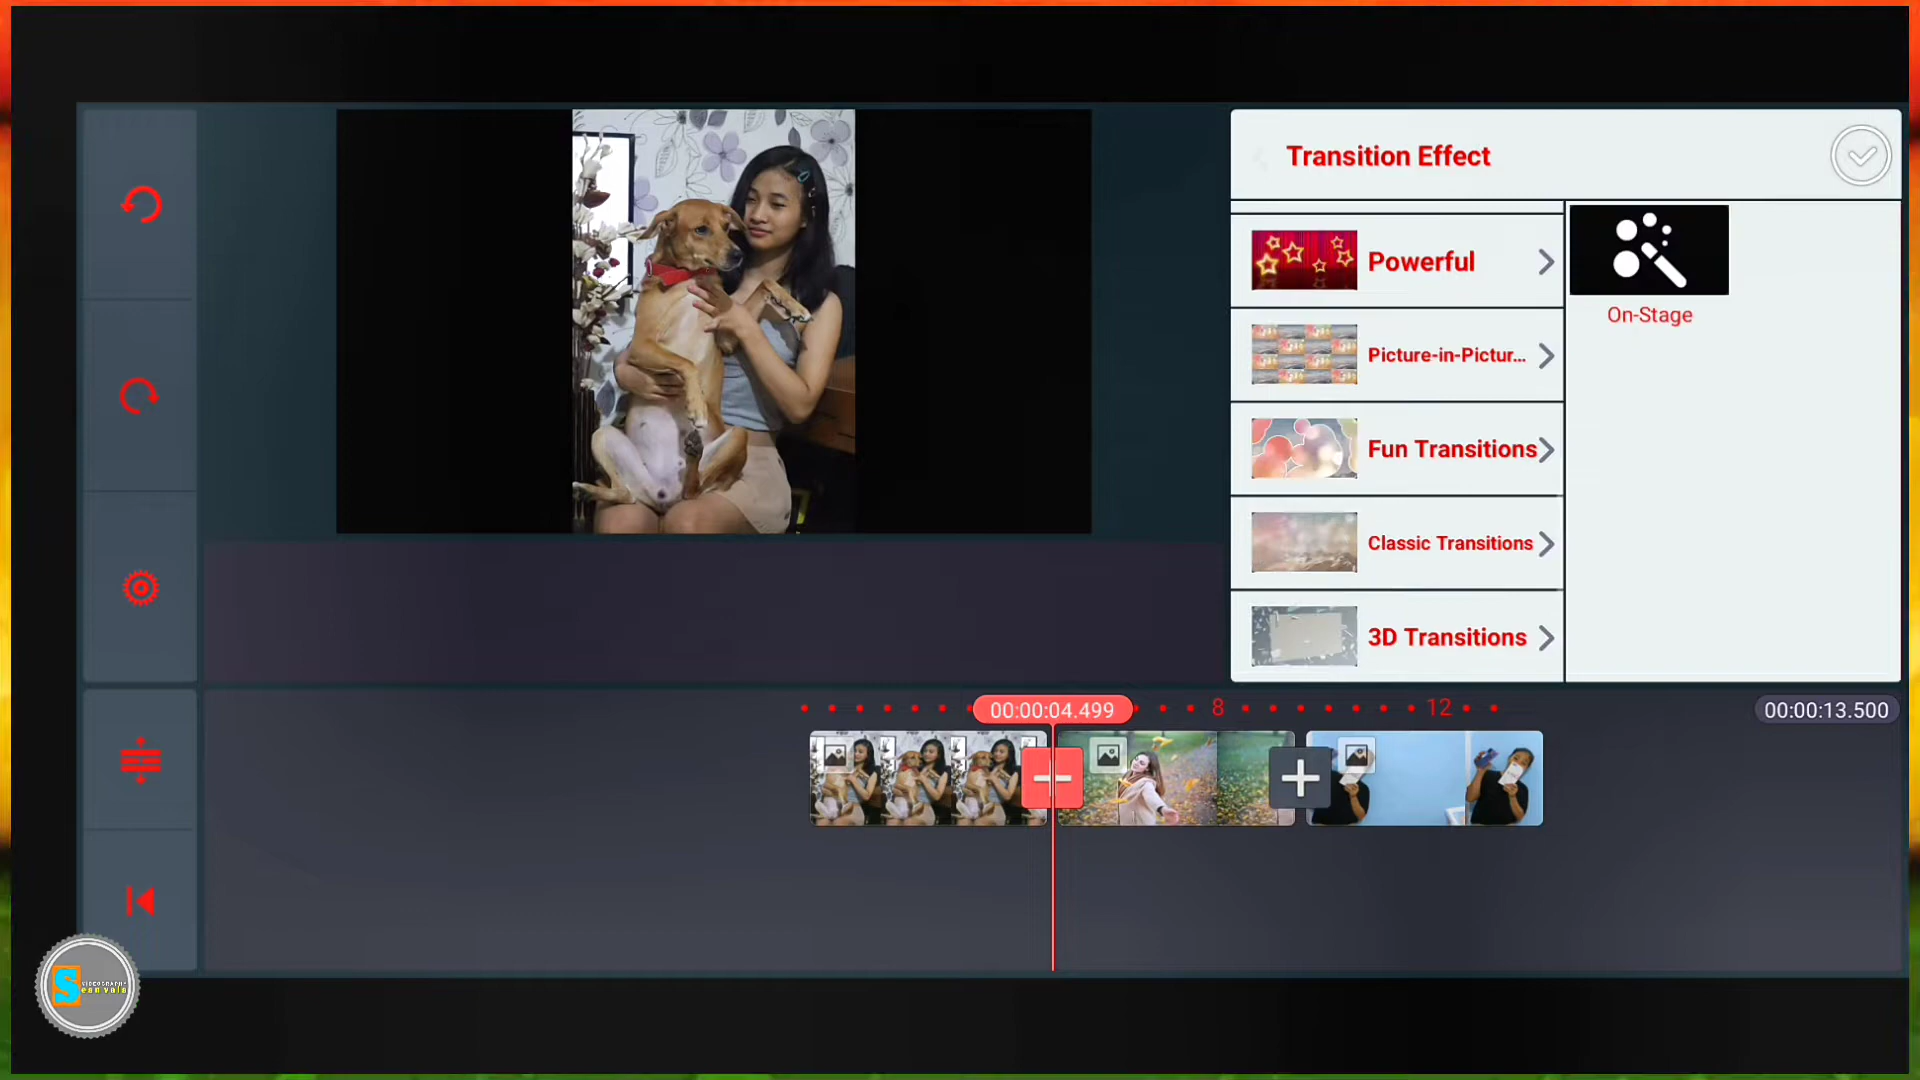 Transition Effect
Powerful
On-Stage
Picture-in-Pictur...
Fun Transitions
Classic Transitions
3D Transitions
00:00:04.499
8
12
00:00:13.500
S
VIDEOGRAPHY